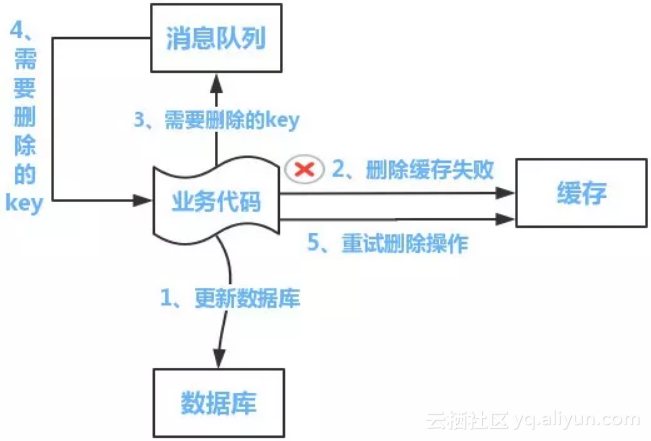 消息队列
4、需要删除的key
3、需要删除的key
业务代码
2、删除缓存失败
缓存
5、重试删除操作
1、更新数据库
数据库
云栖社区 yq.aliyun.com